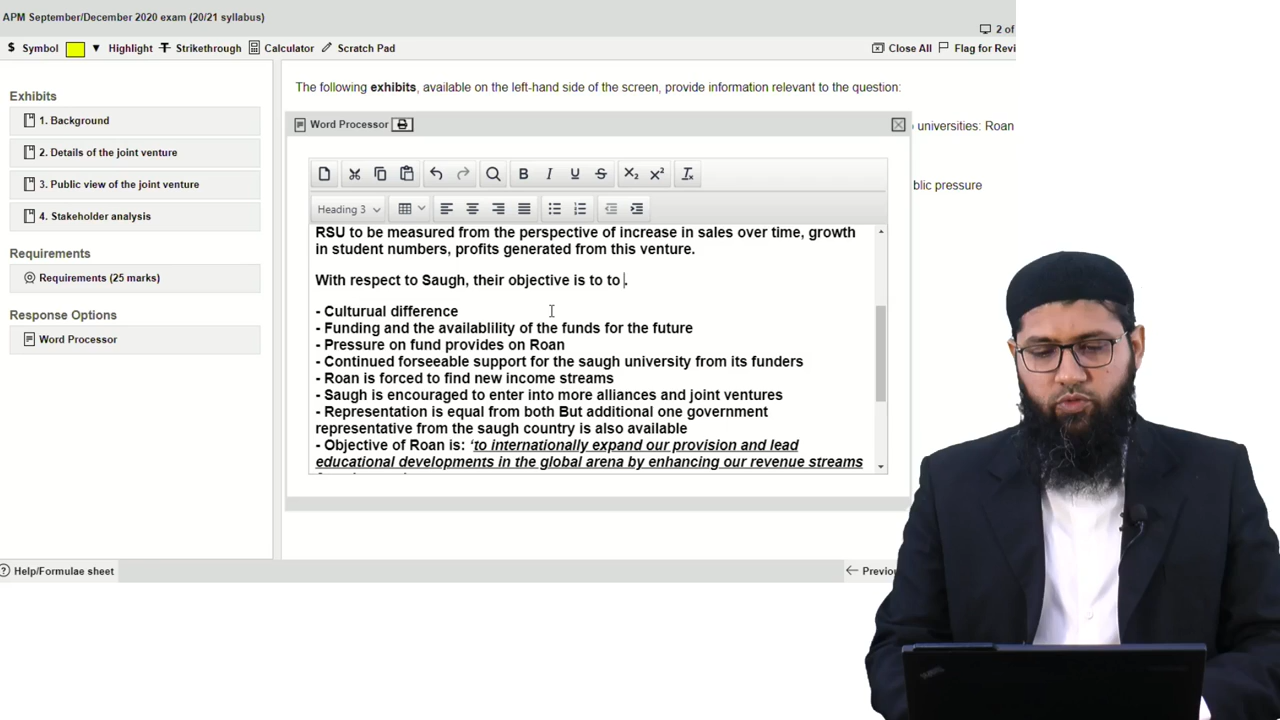 APM September/December 2020 exam (20/21 syllabus)
2 of
$ Symbol Highlight Strikethrough Calculator Scratch Pad Close All Flag for Revi
Exhibits
1. Background
2. Details of the joint venture
3. Public view of the joint venture
4. Stakeholder analysis
Requirements
Requirements (25 marks)
Response Options
Word Processor
The following exhibits, available on the left-hand side of the screen, provide information relevant to the question:
universities: Roan
blic pressure
Word Processor
B I U S X₂ X² Tx
Heading 3
RSU to be measured from the perspective of increase in sales over time, growth
in student numbers, profits generated from this venture.
With respect to Saugh, their objective is to to .
- Culturual difference
- Funding and the availablility of the funds for the future
- Pressure on fund provides on Roan
- Continued forseeable support for the saugh university from its funders
- Roan is forced to find new income streams
- Saugh is encouraged to enter into more alliances and joint ventures
- Representation is equal from both But additional one government
representative from the saugh country is also available
- Objective of Roan is: ‘to internationally expand our provision and lead
educational developments in the global arena by enhancing our revenue streams
Help/Formulae sheet
Previou